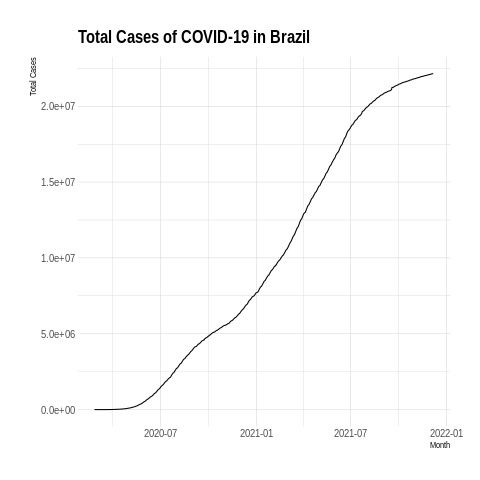 Total Cases of COVID-19 in Brazil
Total Cases
2.0e+07
1.5e+07
1.0e+07
5.0e+06
0.0e+00
2020-07 2021-01 2021-07 2022-01
Month